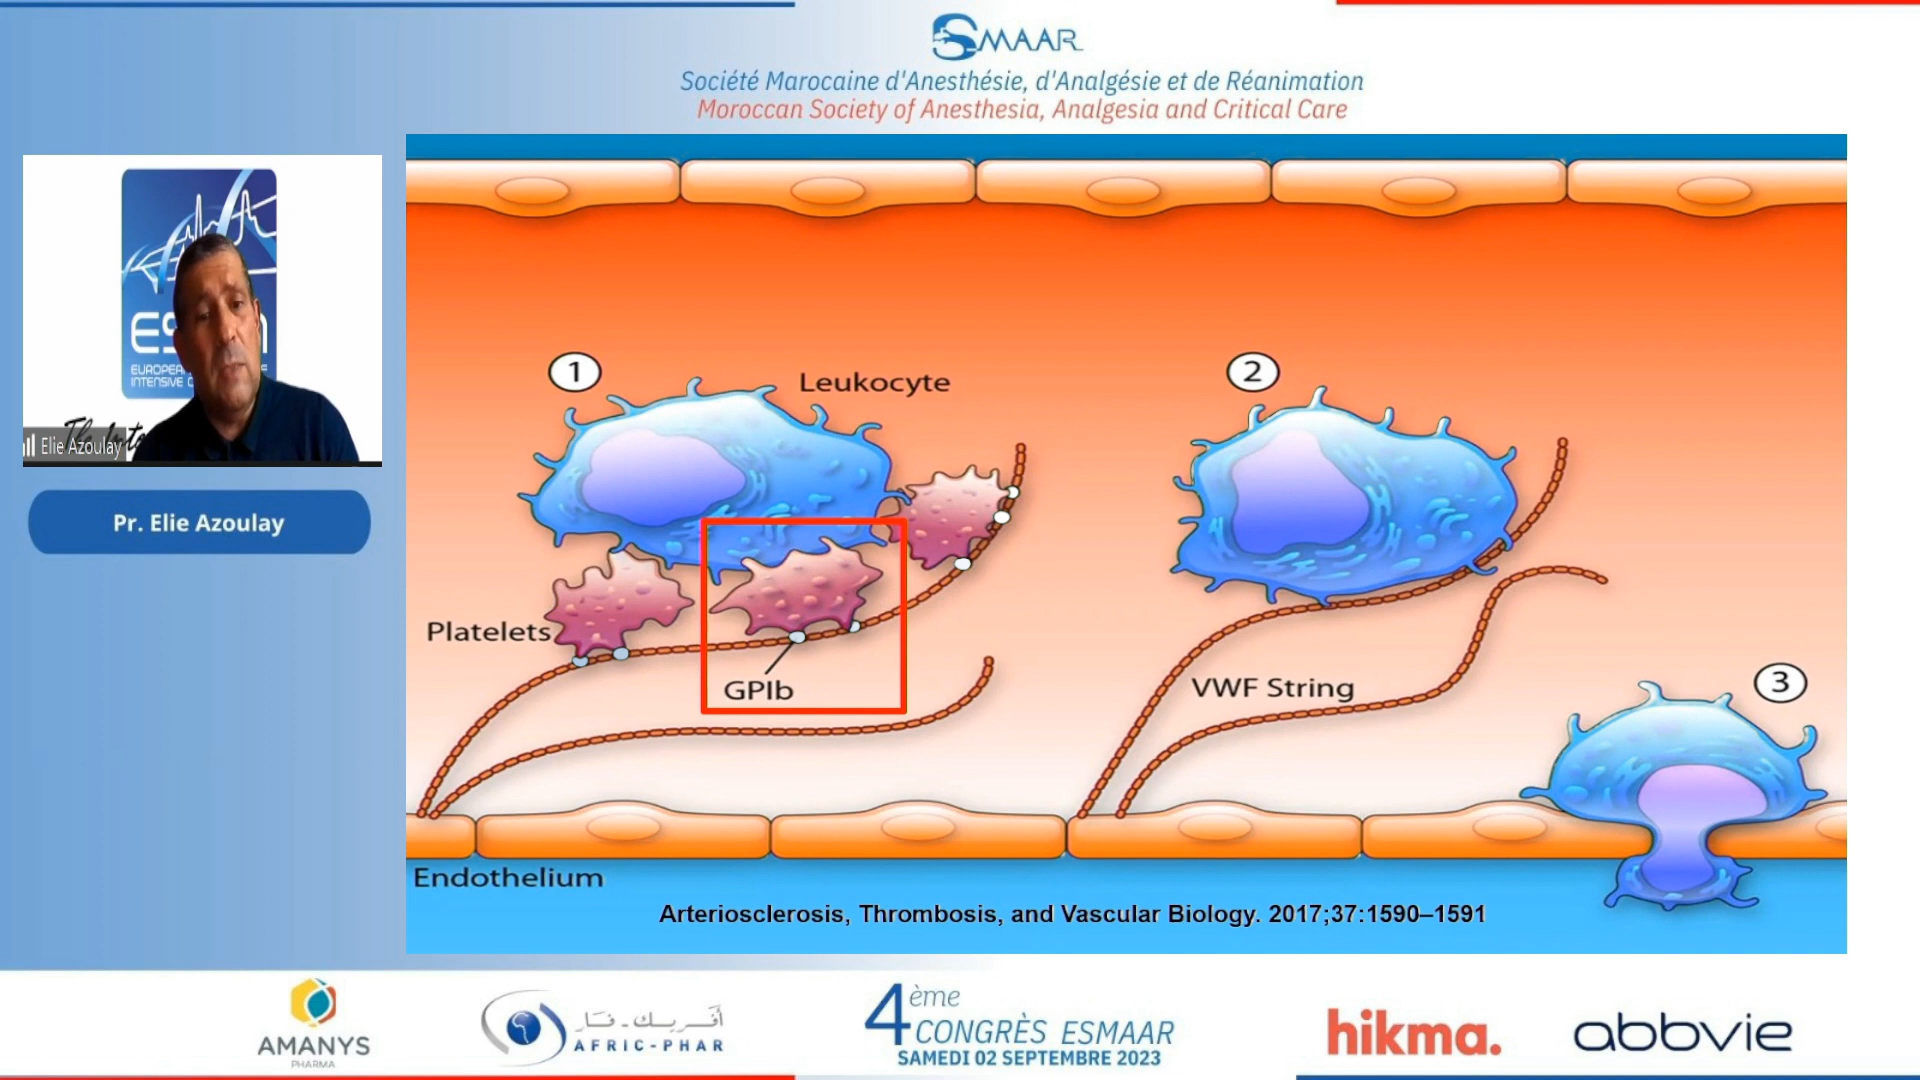 SMAAR
Société Marocaine d'Anesthésie, d'Analgésie et de Réanimation
Moroccan Society of Anesthesia, Analgesia and Critical Care
EUROPEAN
INTENSIVE
Elie Azoulay
Pr. Elie Azoulay
1
Leukocyte
2
Platelets
GPIb
VWF String
3
Endothelium
Arteriosclerosis, Thrombosis, and Vascular Biology. 2017;37:1590–1591
AMANYS
PHARMA
أفريك-فار
AFRIC-PHAR
4ème
CONGRÈS ESMAAR
SAMEDI 02 SEPTEMBRE 2023
hikma.
abbvie